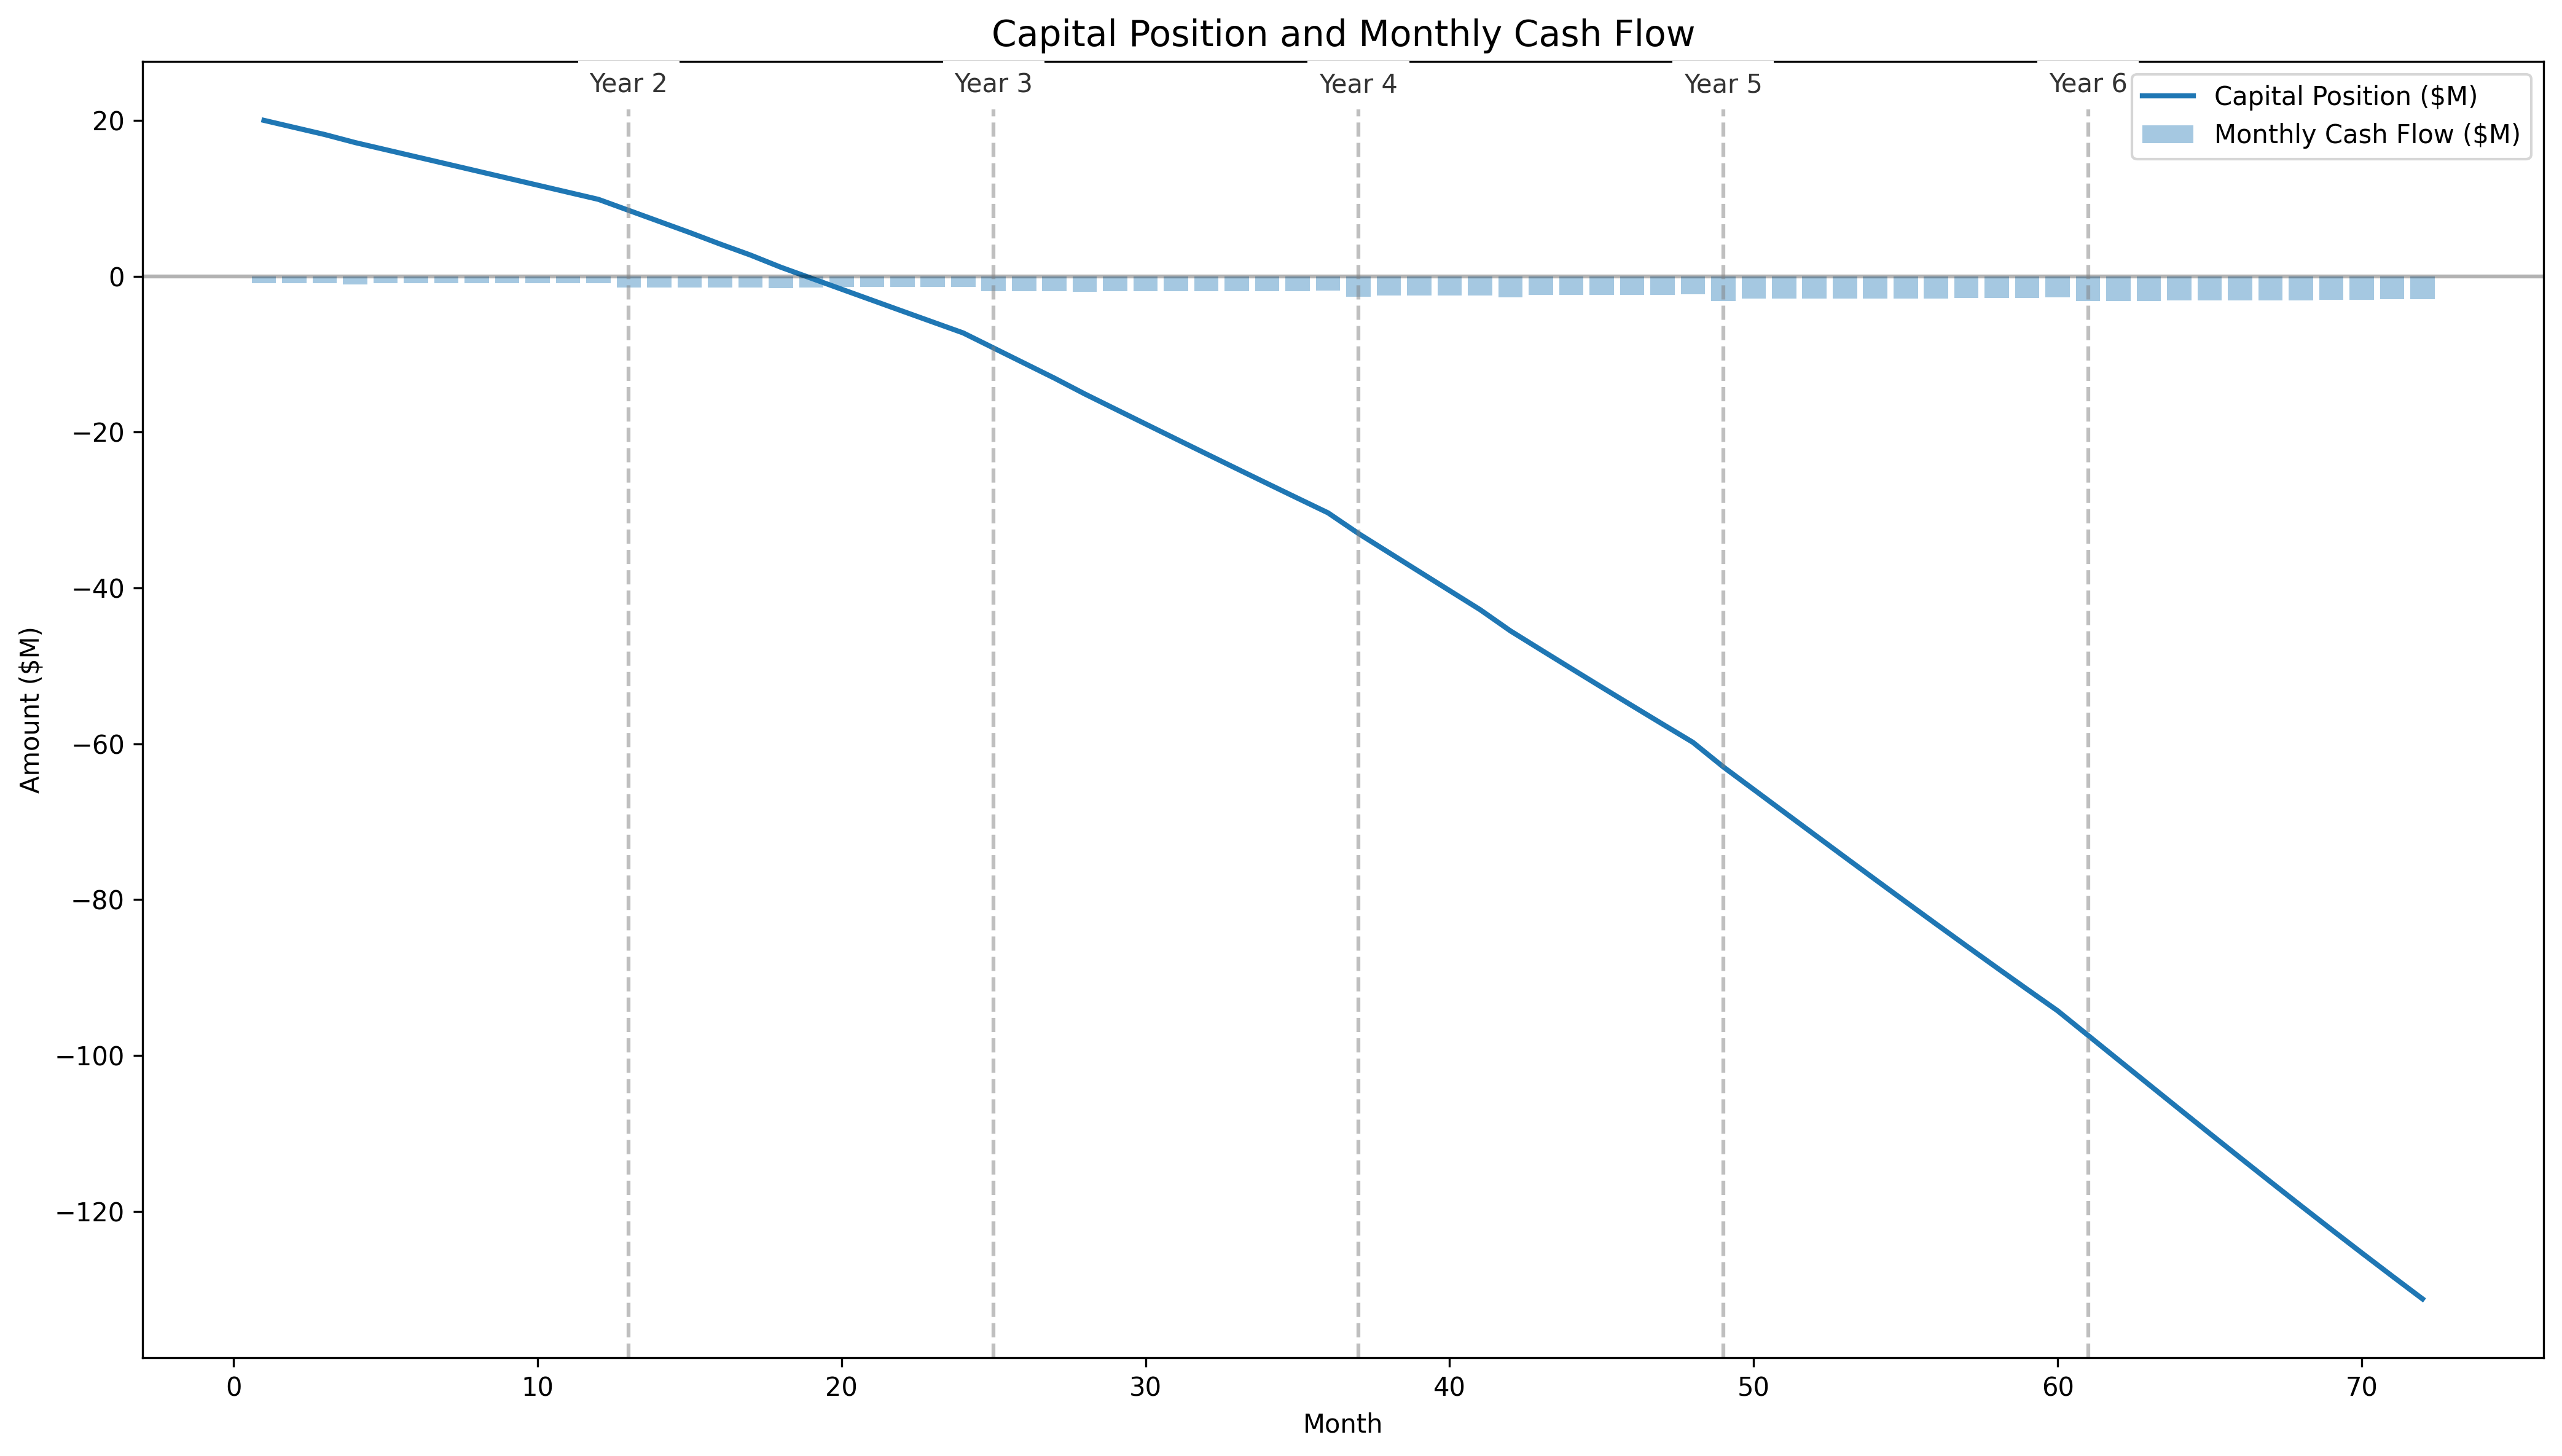 Capital Position and Monthly Cash Flow
Year 2
Year 3
Year 4
Year 5
Year 6
Capital Position ($M)
Monthly Cash Flow ($M)
20
0
−20
−40
−60
−80
−100
−120
Amount ($M)
0
10
20
30
40
50
60
70
Month